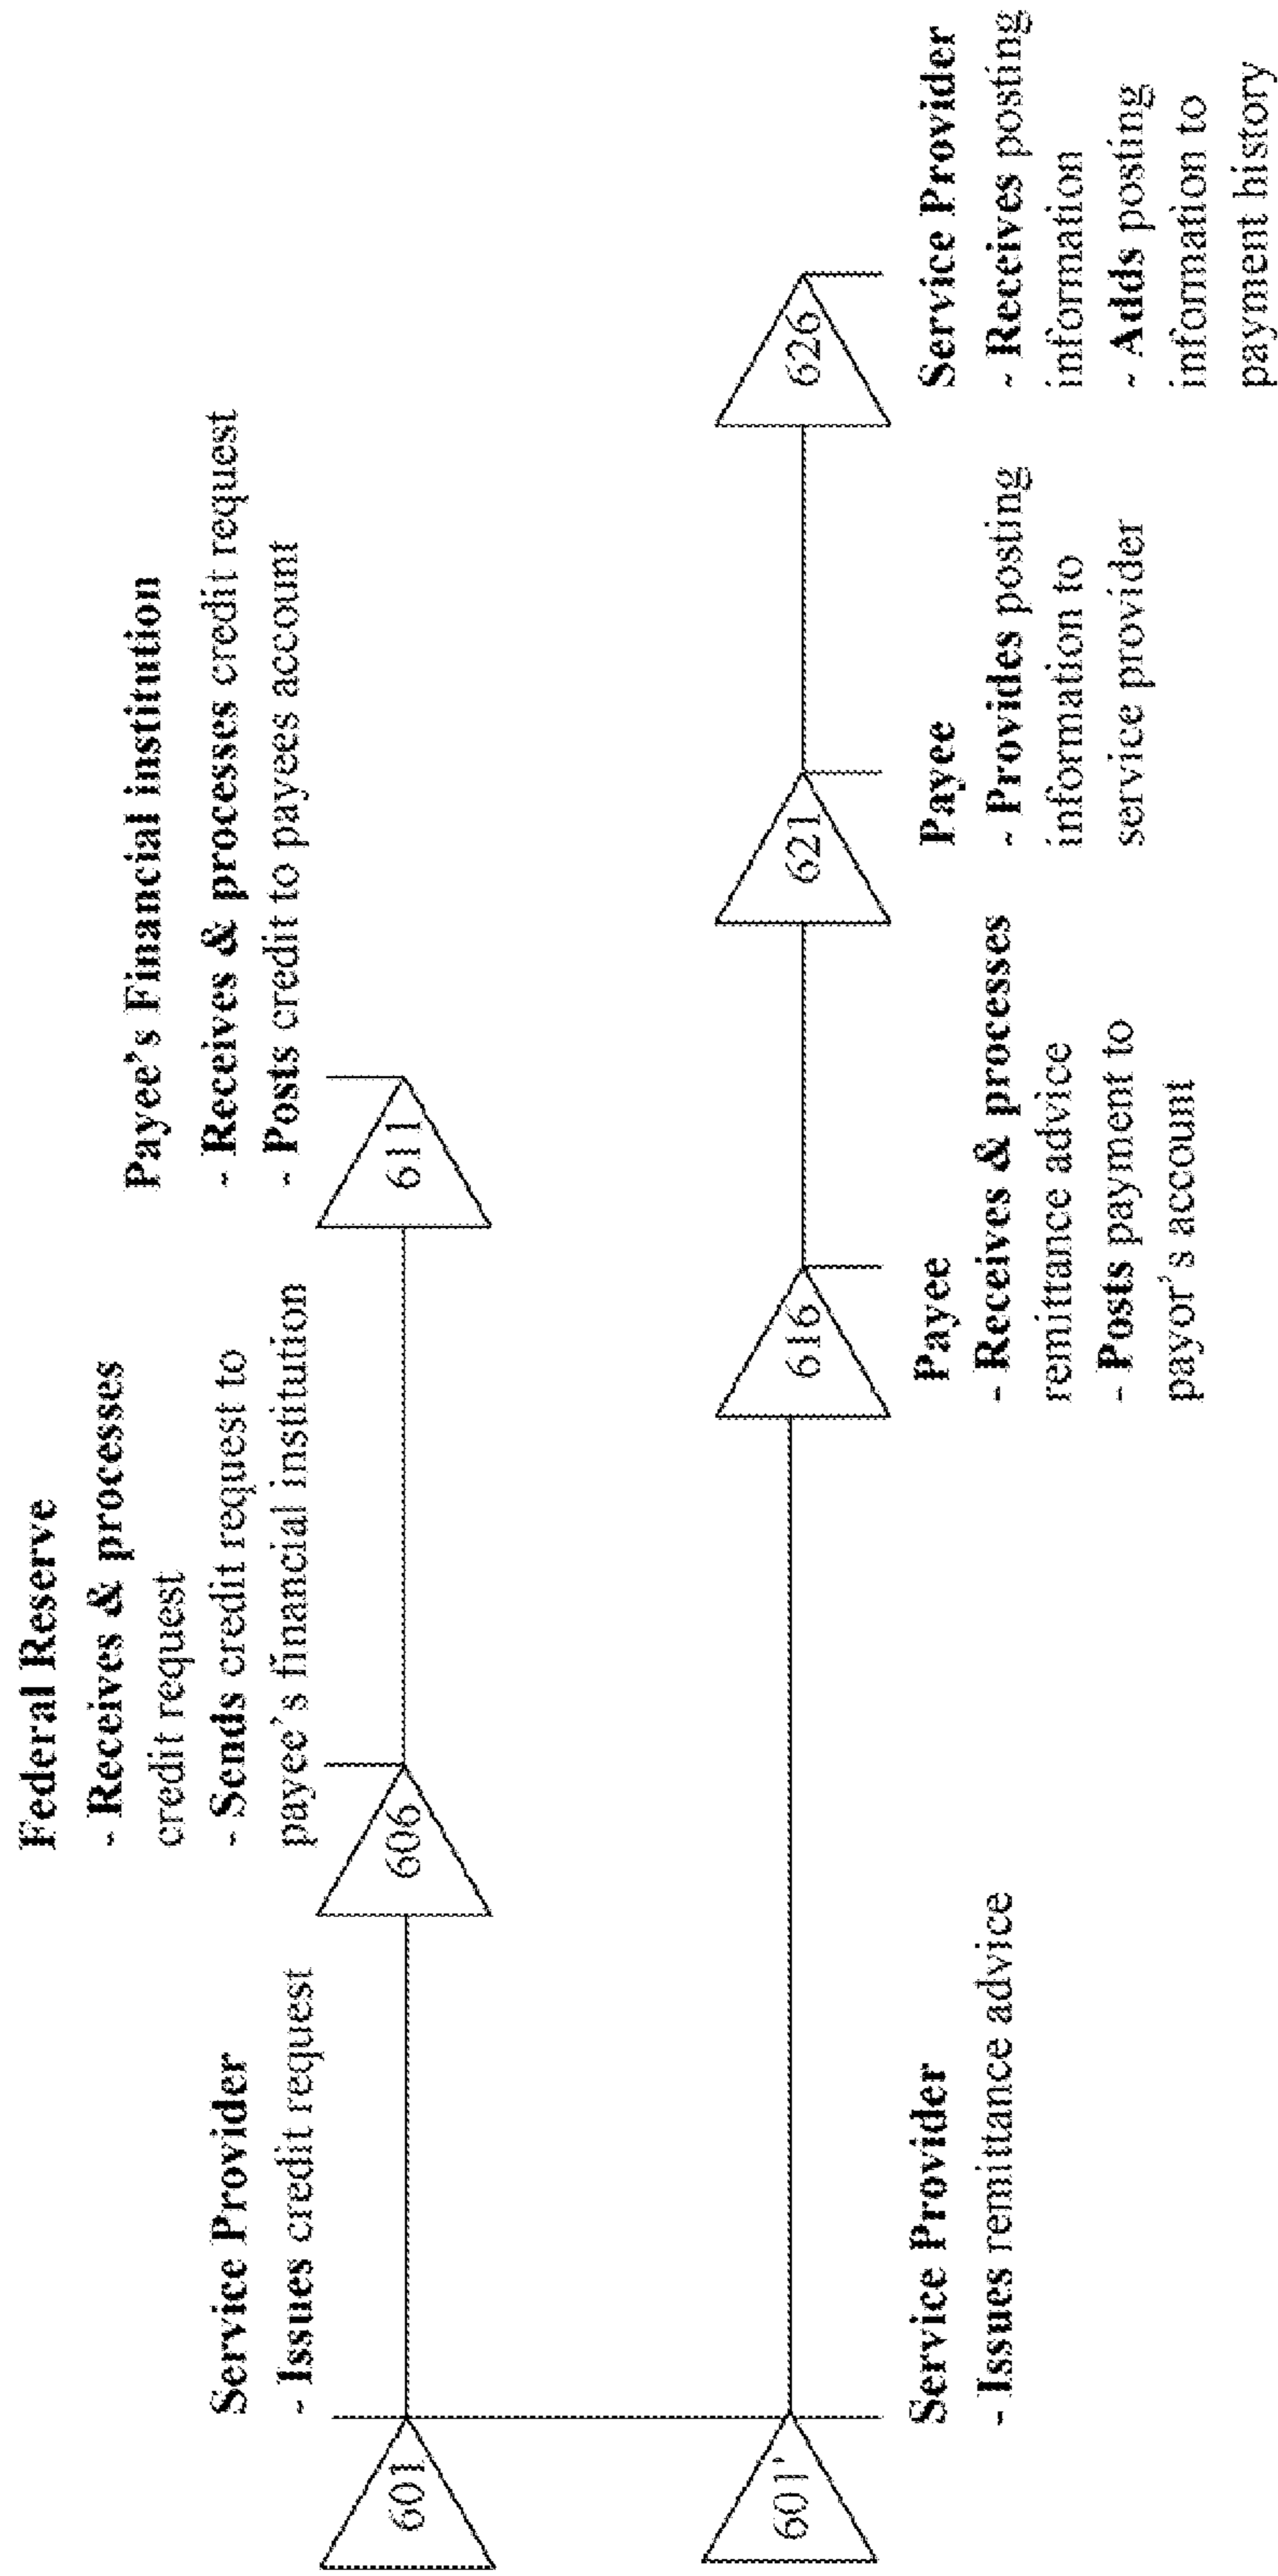 Service Provider
- Issues credit request
601
Federal Reserve
- Receives & processes
credit request
- Sends credit request to
payee's financial institution
606
Payee's Financial institution
- Receives & processes credit request
- Posts credit to payees account
611
601'
Service Provider
- Issues remittance advice
616
Payee
- Receives & processes
remittance advice
- Posts payment to
payor's account
621
Payee
- Provides posting
information to
service provider
626
Service Provider
- Receives posting
information
- Adds posting
information to
payment history